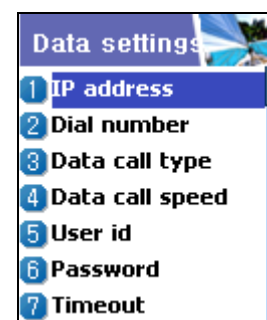 Data settings
1 IP address
2 Dial number
3 Data call type
4 Data call speed
5 User id
6 Password
7 Timeout